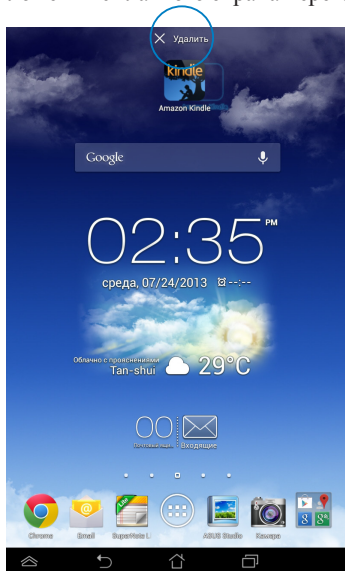 Удалить
kindle
Amazon Kindle
Google
02:35 PM
среда, 07/24/2013 --:--
Облачно с прояснениями
Tan-shui 29°C
00
Входящие
Chrome Email SuperNote L ASUS Studio Камера